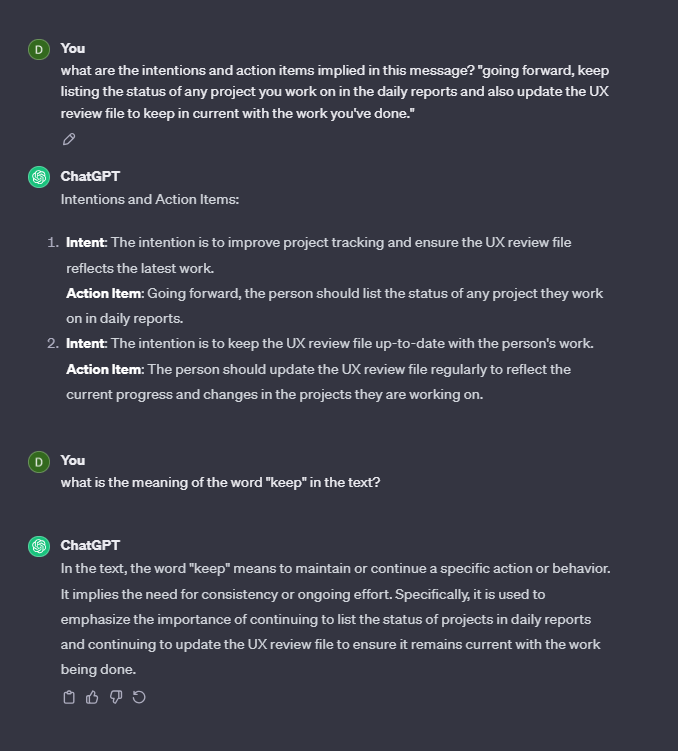 D You
what are the intentions and action items implied in this message? "going forward, keep
listing the status of any project you work on in the daily reports and also update the UX
review file to keep in current with the work you've done."
ChatGPT
Intentions and Action Items:
1. Intent: The intention is to improve project tracking and ensure the UX review file
reflects the latest work.
Action Item: Going forward, the person should list the status of any project they work
on in daily reports.
2. Intent: The intention is to keep the UX review file up-to-date with the person's work.
Action Item: The person should update the UX review file regularly to reflect the
current progress and changes in the projects they are working on.
D You
what is the meaning of the word "keep" in the text?
ChatGPT
In the text, the word "keep" means to maintain or continue a specific action or behavior.
It implies the need for consistency or ongoing effort. Specifically, it is used to
emphasize the importance of continuing to list the status of projects in daily reports
and continuing to update the UX review file to ensure it remains current with the work
being done.